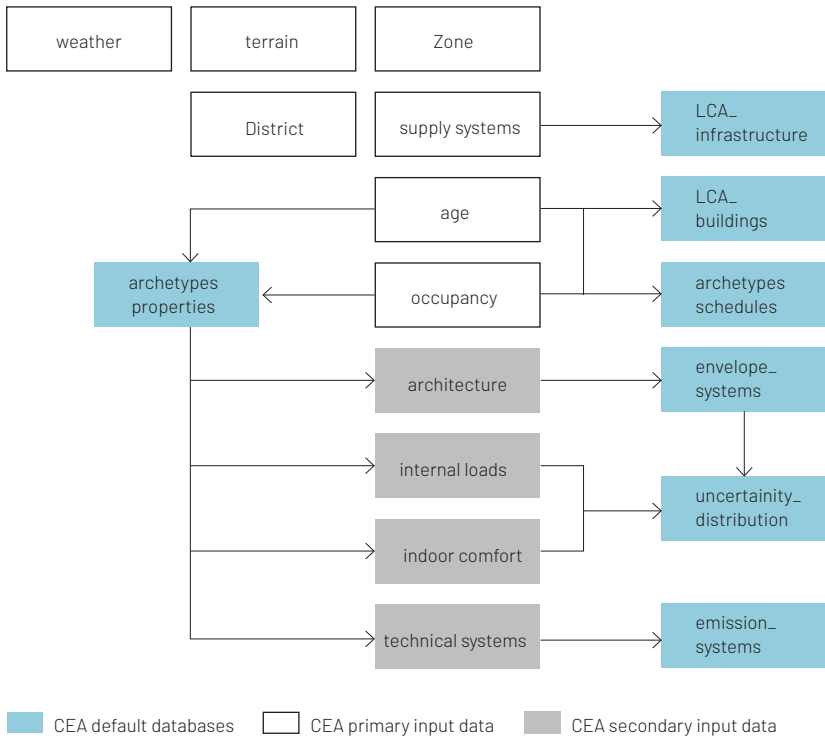 weather
terrain
Zone
District
supply systems
LCA_
infrastructure
age
LCA_
buildings
archetypes
properties
occupancy
archetypes
schedules
architecture
envelope_
systems
internal loads
uncertainity_
distribution
indoor comfort
technical systems
emission_
systems
CEA default databases
CEA primary input data
CEA secondary input data